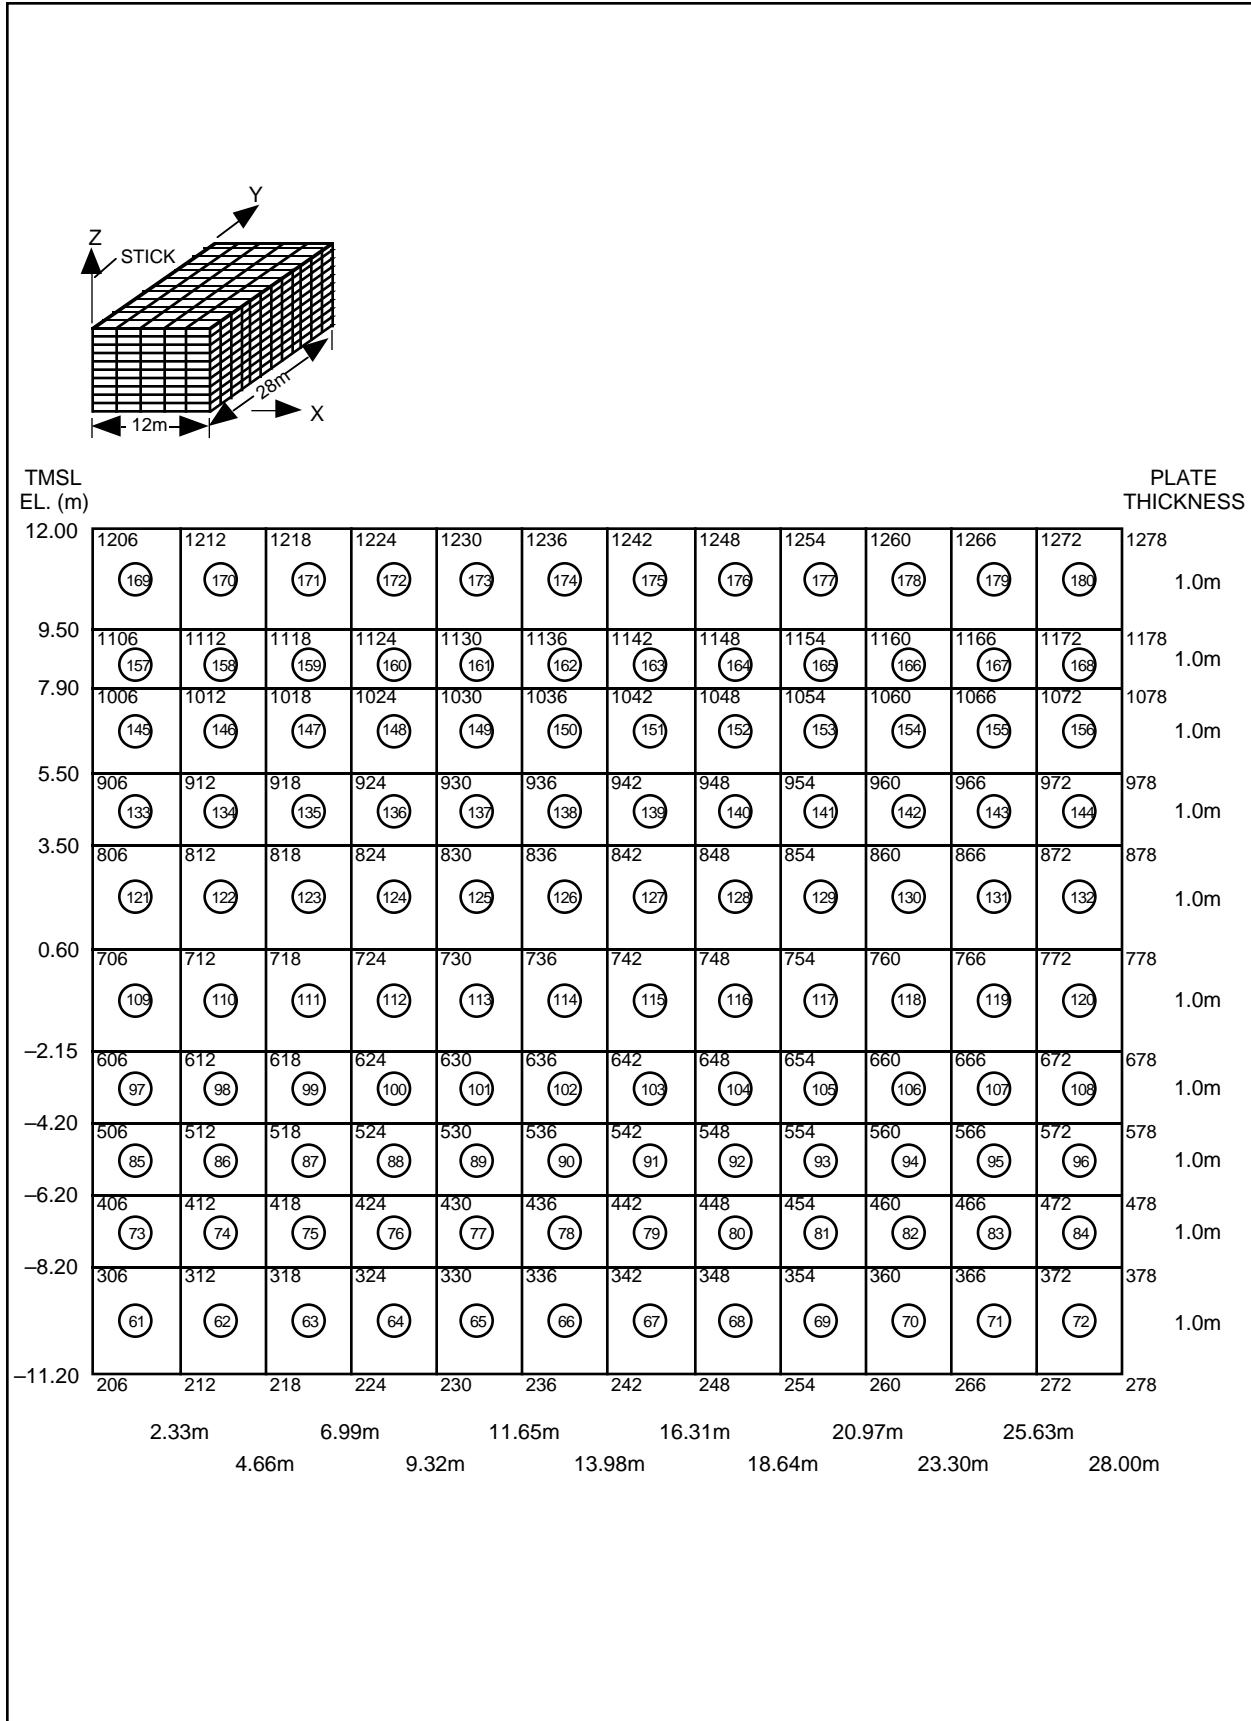 Y
Z
STICK
28m
X
12m
TMSL
EL. (m)
PLATE
THICKNESS
12.00
1206 1212 1218 1224 1230 1236 1242 1248 1254 1260 1266 1272 1278
169 170 171 172 173 174 175 176 177 178 179 180 1.0m
9.50
1106 1112 1118 1124 1130 1136 1142 1148 1154 1160 1166 1172 1178
157 158 159 160 161 162 163 164 165 166 167 168 1.0m
7.90
1006 1012 1018 1024 1030 1036 1042 1048 1054 1060 1066 1072 1078
145 146 147 148 149 150 151 152 153 154 155 156 1.0m
5.50
906 912 918 924 930 936 942 948 954 960 966 972 978
133 134 135 136 137 138 139 140 141 142 143 144 1.0m
3.50
806 812 818 824 830 836 842 848 854 860 866 872 878
121 122 123 124 125 126 127 128 129 130 131 132 1.0m
0.60
706 712 718 724 730 736 742 748 754 760 766 772 778
109 110 111 112 113 114 115 116 117 118 119 120 1.0m
–2.15
606 612 618 624 630 636 642 648 654 660 666 672 678
97 98 99 100 101 102 103 104 105 106 107 108 1.0m
–4.20
506 512 518 524 530 536 542 548 554 560 566 572 578
85 86 87 88 89 90 91 92 93 94 95 96 1.0m
–6.20
406 412 418 424 430 436 442 448 454 460 466 472 478
73 74 75 76 77 78 79 80 81 82 83 84 1.0m
–8.20
306 312 318 324 330 336 342 348 354 360 366 372 378
61 62 63 64 65 66 67 68 69 70 71 72 1.0m
–11.20
206 212 218 224 230 236 242 248 254 260 266 272 278
2.33m 6.99m 11.65m 16.31m 20.97m 25.63m
4.66m 9.32m 13.98m 18.64m 23.30m 28.00m